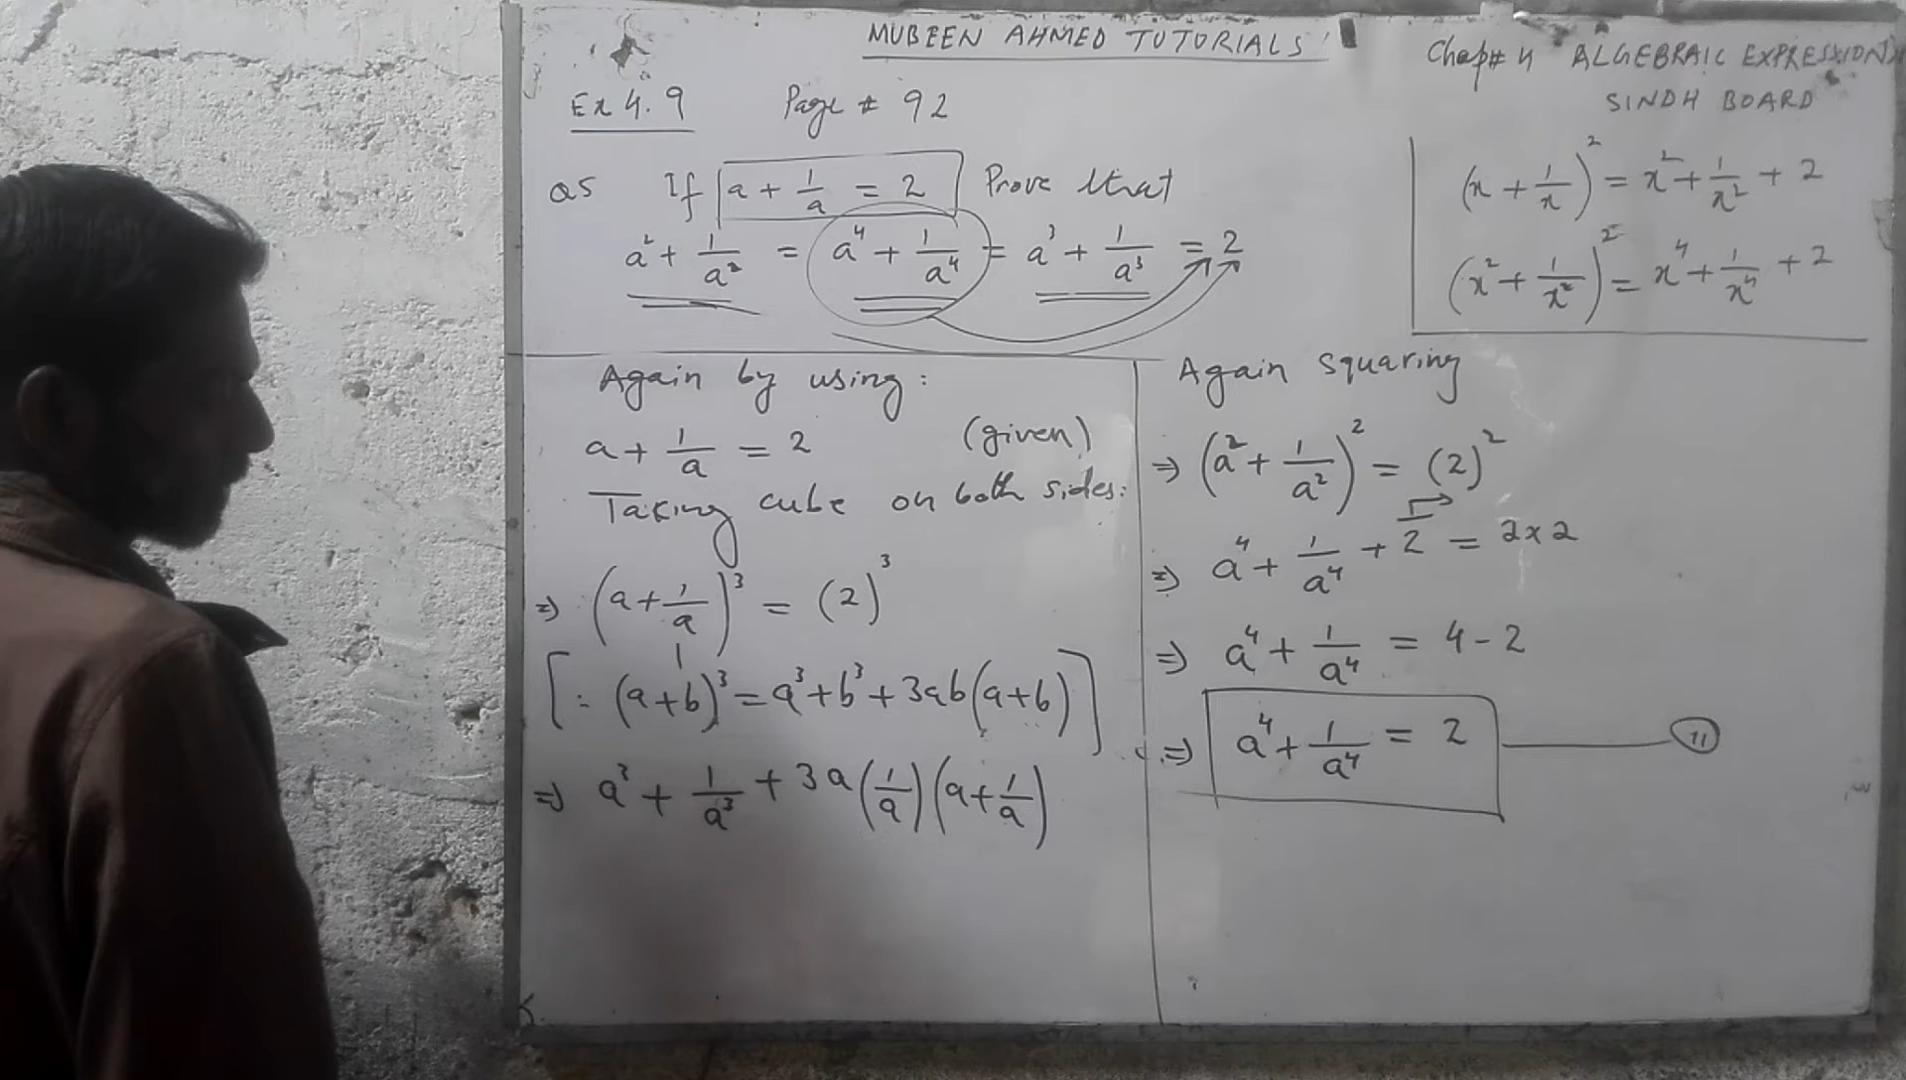 MUBEEN AHMED TUTORIALS
Chap# 4 ALGEBRAIC EXPRESSIONS
SINDH BOARD
Ex 4.9 Page # 92
Q5 If a + 1/a = 2 Prove that
a² + 1/a² = a⁴ + 1/a⁴ = a³ + 1/a³ = 2
(x + 1/x)² = x² + 1/x² + 2
(x² + 1/x²)² = x⁴ + 1/x⁴ + 2
Again by using:
a + 1/a = 2 (given)
Taking cube on both sides:
⇒ (a + 1/a)³ = (2)³
[∵ (a+b)³ = a³ + b³ + 3ab(a+b)]
⇒ a³ + 1/a³ + 3a(1/a)(a + 1/a)
Again squaring
⇒ (a² + 1/a²)² = (2)²
⇒ a⁴ + 1/a⁴ + 2 = 2×2
⇒ a⁴ + 1/a⁴ = 4 - 2
⇒ a⁴ + 1/a⁴ = 2 — (11)